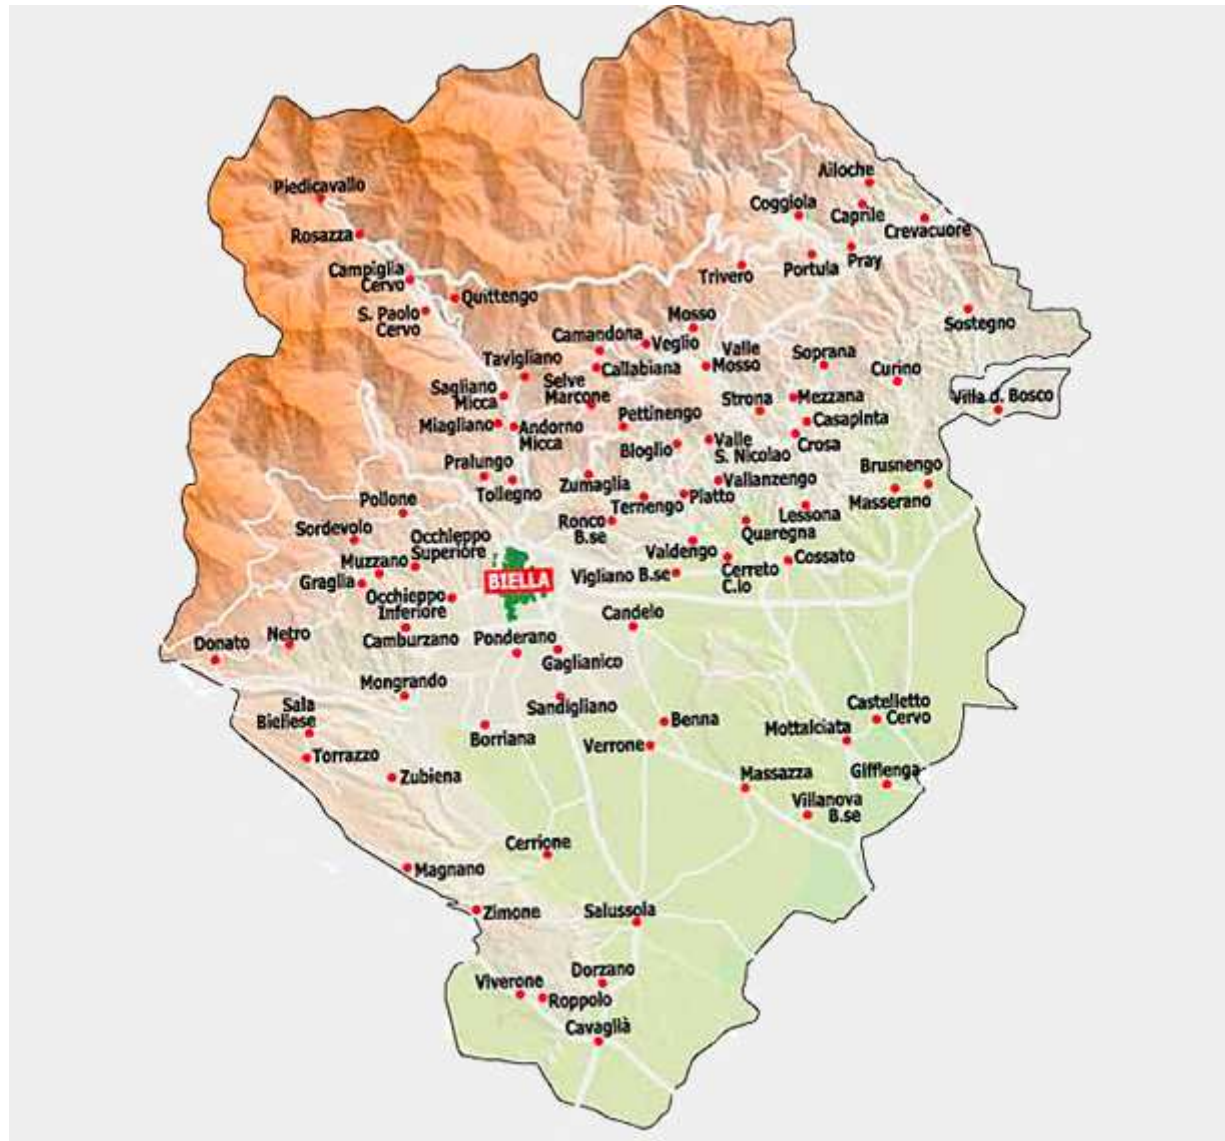 Ailoche
Piedicavallo
Coggiola
Caprile
Crevacuore
Rosazza
Pray
Portula
Trivero
Campiglia
Cervo
Quittengo
S. Paolo
Cervo
Mosso
Sostegno
Camandona
Veglio
Valle
Mosso
Soprana
Tavigliano
Callabiana
Curino
Selve
Marcone
Sagliano
Micca
Strona
Mezzana
Villa d. Bosco
Pettinengo
Casapinta
Miagliano
Andorno
Micca
Bioglio
Valle
S. Nicolao
Crosa
Pralungo
Brusnengo
Tollegno
Zumaglia
Vallanzengo
Masserano
Pollone
Ternengo
Piatto
Lessona
Sordevolo
Occhieppo
Superiore
Ronco
B.se
Quaregna
Valdengo
Muzzano
Cossato
Graglia
BIELLA
Vigliano B.se
Cerreto
C.lo
Occhieppo
Inferiore
Candelo
Donato
Netro
Camburzano
Ponderano
Gaglianico
Mongrando
Sala
Biellese
Sandigliano
Castelletto
Cervo
Benna
Mottalciata
Borriana
Verrone
Torrazzo
Zubiena
Massazza
Gifflenga
Villanova
B.se
Cerrione
Magnano
Zimone
Salussola
Dorzano
Viverone
Roppolo
Cavaglià